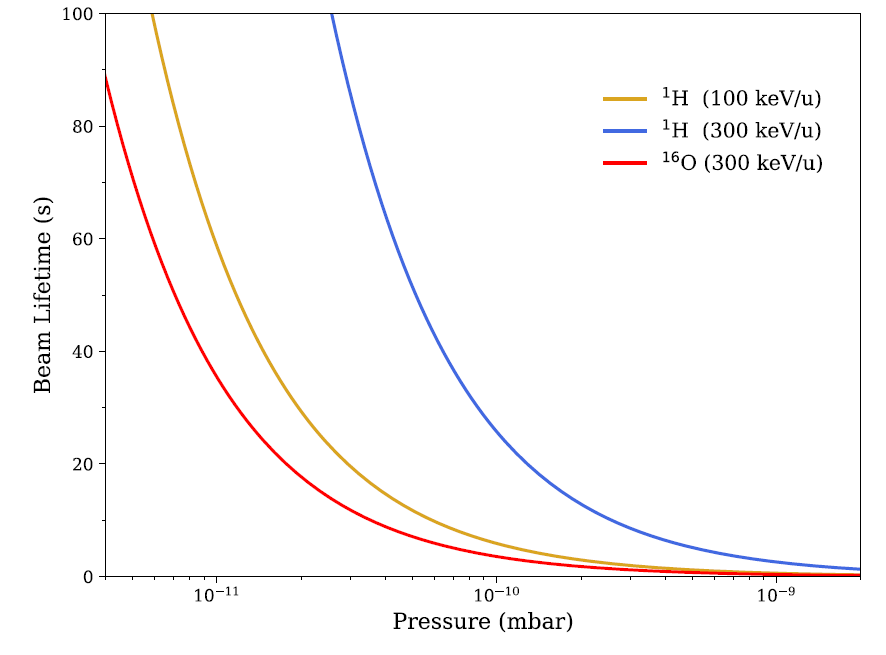 100
80
60
40
20
0
Beam Lifetime (s)
¹H (100 keV/u)
¹H (300 keV/u)
¹⁶O (300 keV/u)
10⁻¹¹ 10⁻¹⁰ 10⁻⁹
Pressure (mbar)